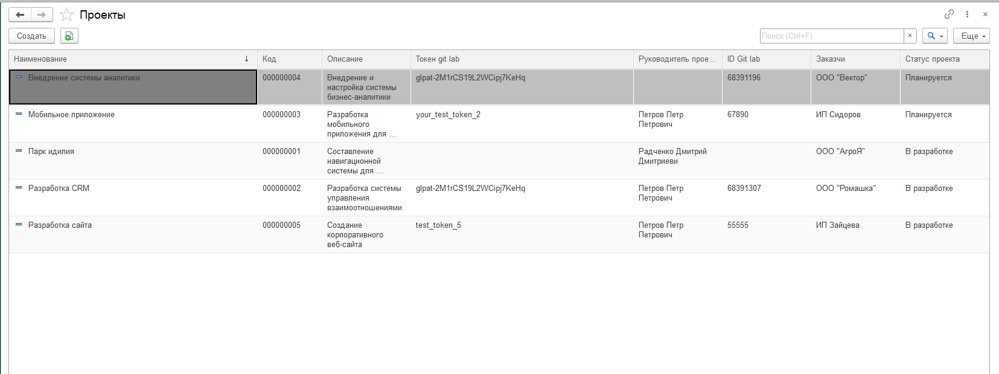 Проекты
Создать
Поиск (Ctrl+F)
Еще
Наименование
Код
Описание
Токен git lab
Руководитель прое...
ID Git lab
Заказчи
Статус проекта
Внедрение системы аналитики
000000004
Внедрение и
настройка системы
бизнес-аналитики
glpat-2M1rCS19L2WCipj7KeHq
68391196
ООО "Вектор"
Планируется
Мобильное приложение
000000003
Разработка
мобильного
приложения для ...
your_test_token_2
Петров Петр
Петрович
67890
ИП Сидоров
Планируется
Парк идилия
000000001
Составление
навигационной
системы для ...
Радченко Дмитрий
Дмитриеви
ООО "АгроЯ"
В разработке
Разработка CRM
000000002
Разработка системы
управления
взаимоотношениями
glpat-2M1rCS19L2WCipj7KeHq
Петров Петр
Петрович
68391307
ООО "Ромашка"
В разработке
Разработка сайта
000000005
Создание
корпоративного
веб-сайта
test_token_5
Петров Петр
Петрович
55555
ИП Зайцева
В разработке